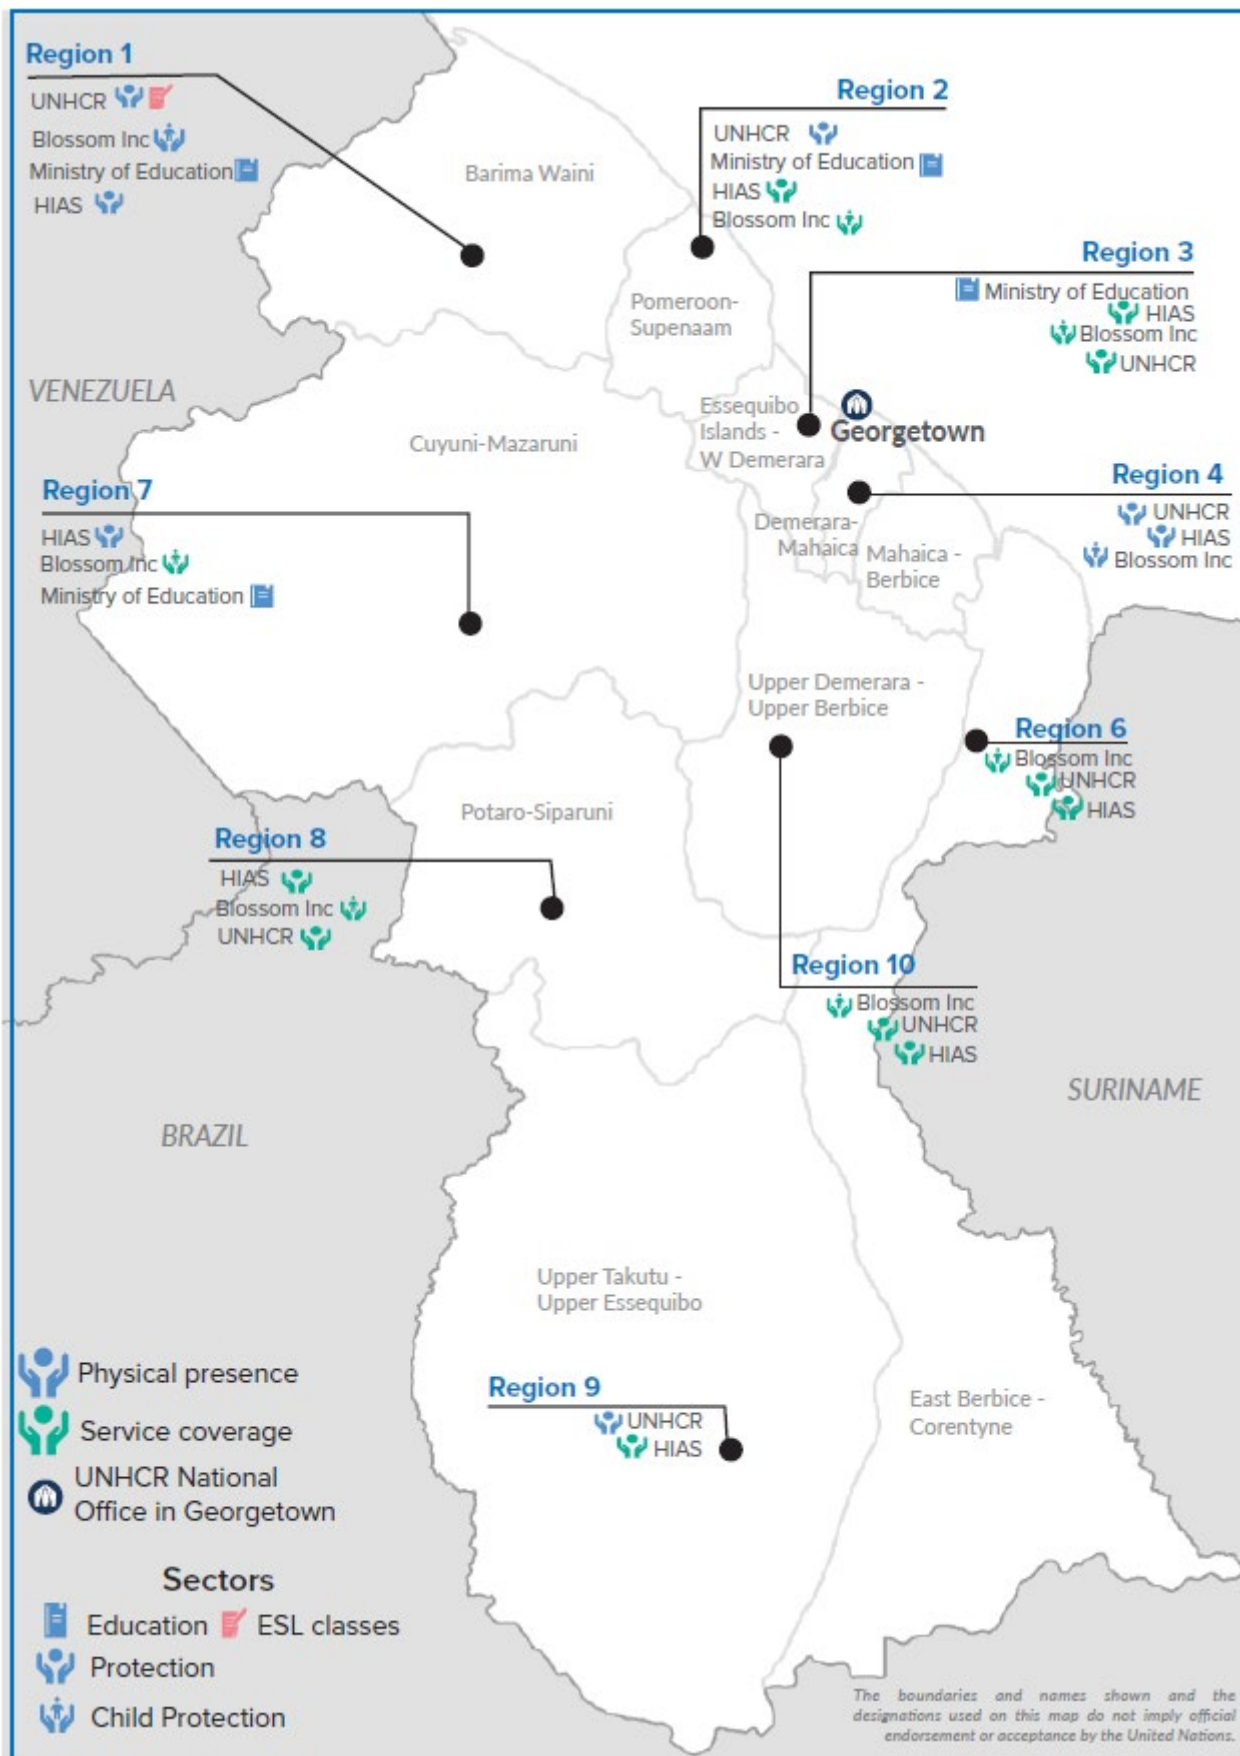 Region 1
UNHCR
Blossom Inc
Ministry of Education
HIAS
Region 2
UNHCR
Ministry of Education
HIAS
Blossom Inc
Region 3
Ministry of Education
HIAS
Blossom Inc
UNHCR
Barima Waini
Pomeroon-
Supenaam
VENEZUELA
Cuyuni-Mazaruni
Essequibo
Islands -
W Demerara
Georgetown
Region 4
UNHCR
HIAS
Blossom Inc
Region 7
HIAS
Blossom Inc
Ministry of Education
Demerara-
Mahaica
Mahaica -
Berbice
Upper Demerara -
Upper Berbice
Region 6
Blossom Inc
UNHCR
HIAS
Potaro-Siparuni
Region 8
HIAS
Blossom Inc
UNHCR
Region 10
Blossom Inc
UNHCR
HIAS
SURINAME
BRAZIL
Upper Takutu -
Upper Essequibo
Region 9
UNHCR
HIAS
East Berbice -
Corentyne
Physical presence
Service coverage
UNHCR National
Office in Georgetown
Sectors
Education ESL classes
Protection
Child Protection
The boundaries and names shown and the
designations used on this map do not imply official
endorsement or acceptance by the United Nations.